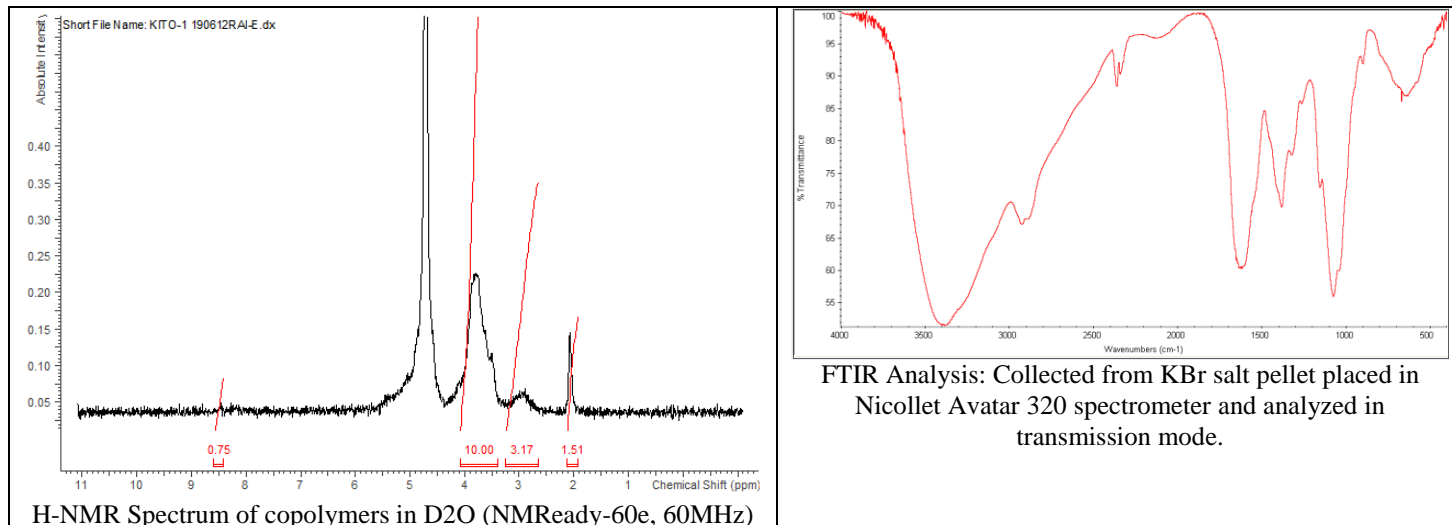 Short File Name: KITO-1 190612RAI-E.dx
Absolute Intensity
0.40
0.35
0.30
0.25
0.20
0.15
0.10
0.05
0.75
10.00
3.17
1.51
11 10 9 8 7 6 5 4 3 2 1 Chemical Shift (ppm)
H-NMR Spectrum of copolymers in D2O (NMReady-60e, 60MHz)
100
95
90
85
80
75
70
65
60
55
% Transmittance
4000 3500 3000 2500 2000 1500 1000 500
Wavenumbers (cm-1)
FTIR Analysis: Collected from KBr salt pellet placed in
Nicollet Avatar 320 spectrometer and analyzed in
transmission mode.